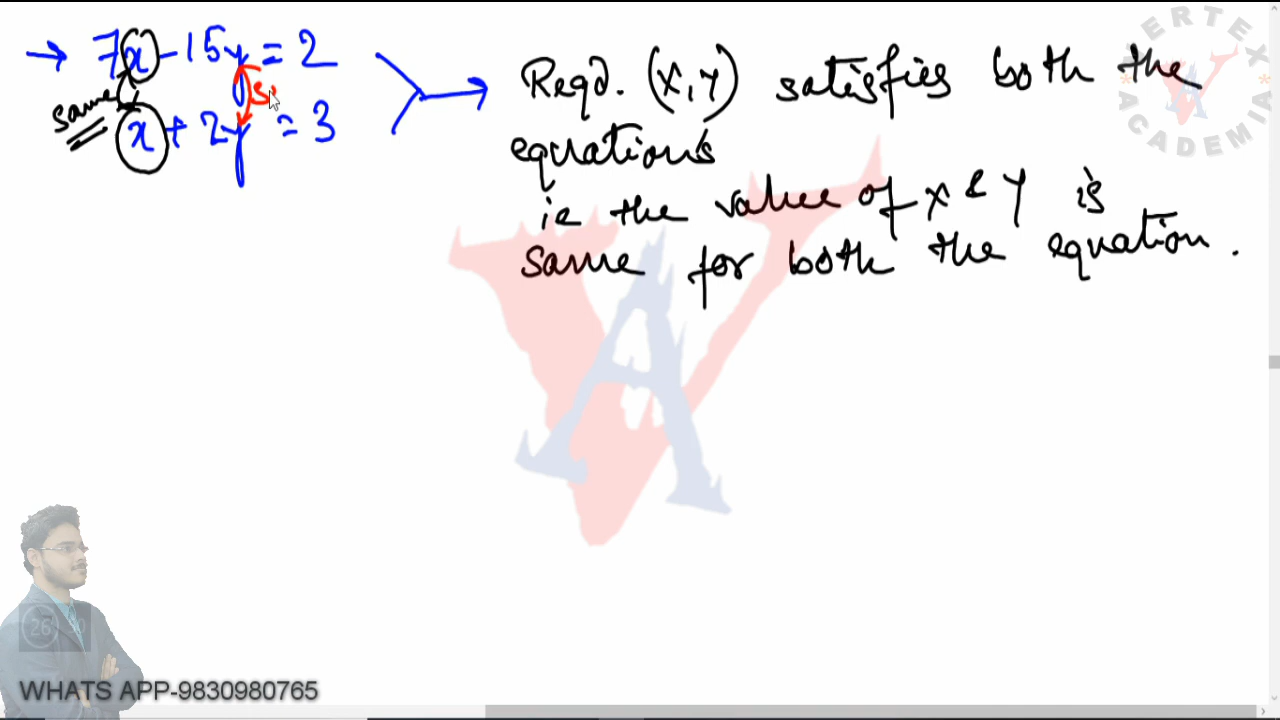 → 7x - 15y = 2
same
x + 2y = 3
Reqd. (x, y) satisfies both the
equations
ie the value of x & y is
same for both the equation.
VERTEX
ACADEMIA
WHATS APP-9830980765